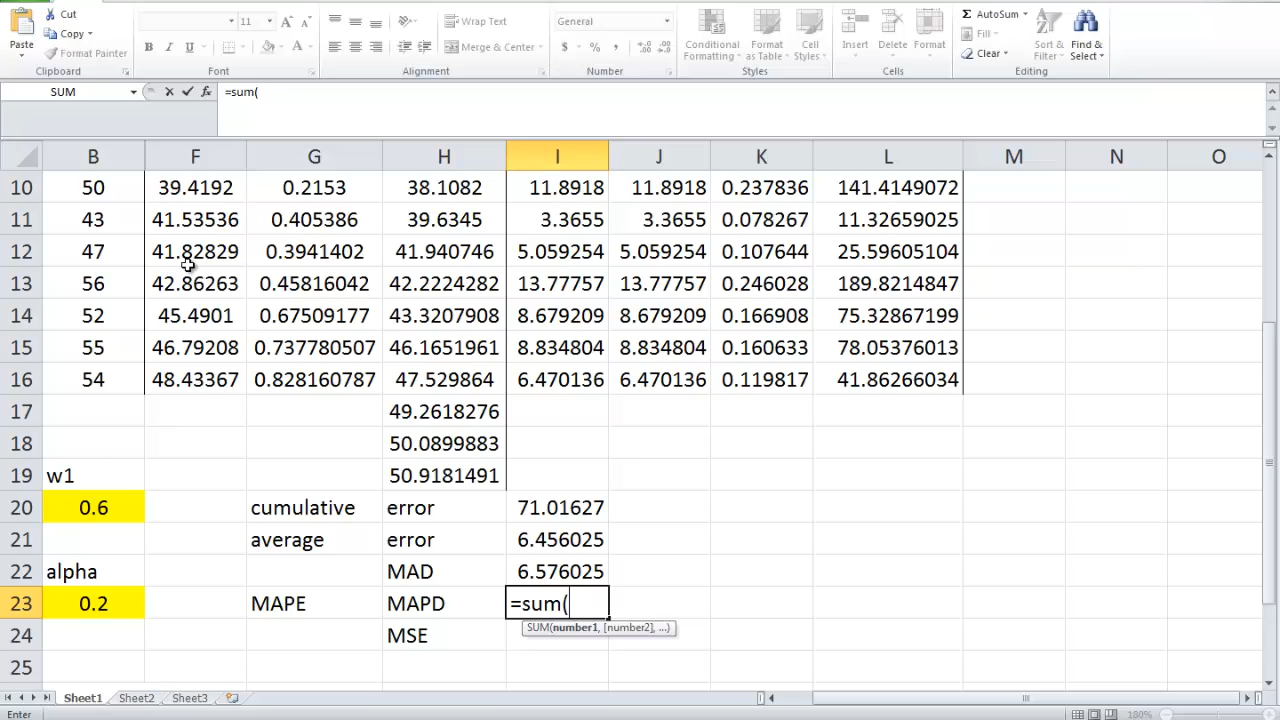 Cut
Copy
Format Painter
Paste
Clipboard
11
A A
B I U A
Font
Wrap Text
Merge & Center
Alignment
General
$ % ,
Number
Conditional Formatting
Format as Table
Cell Styles
Styles
Insert
Delete
Format
Cells
Σ AutoSum
Fill
Clear
Sort & Filter
Find & Select
Editing
SUM fx =sum(
B F G H I J K L M N O
10 50 39.4192 0.2153 38.1082 11.8918 11.8918 0.237836 141.4149072
11 43 41.53536 0.405386 39.6345 3.3655 3.3655 0.078267 11.32659025
12 47 41.82829 0.3941402 41.940746 5.059254 5.059254 0.107644 25.59605104
13 56 42.86263 0.45816042 42.2224282 13.77757 13.77757 0.246028 189.8214847
14 52 45.4901 0.67509177 43.3207908 8.679209 8.679209 0.166908 75.32867199
15 55 46.79208 0.737780507 46.1651961 8.834804 8.834804 0.160633 78.05376013
16 54 48.43367 0.828160787 47.529864 6.470136 6.470136 0.119817 41.86266034
17 49.2618276
18 50.0899883
19 w1 50.9181491
20 0.6 cumulative error 71.01627
21 average error 6.456025
22 alpha MAD 6.576025
23 0.2 MAPE MAPD =sum(
SUM(number1, [number2], ...)
24 MSE
25
Sheet1 Sheet2 Sheet3
Enter 180%